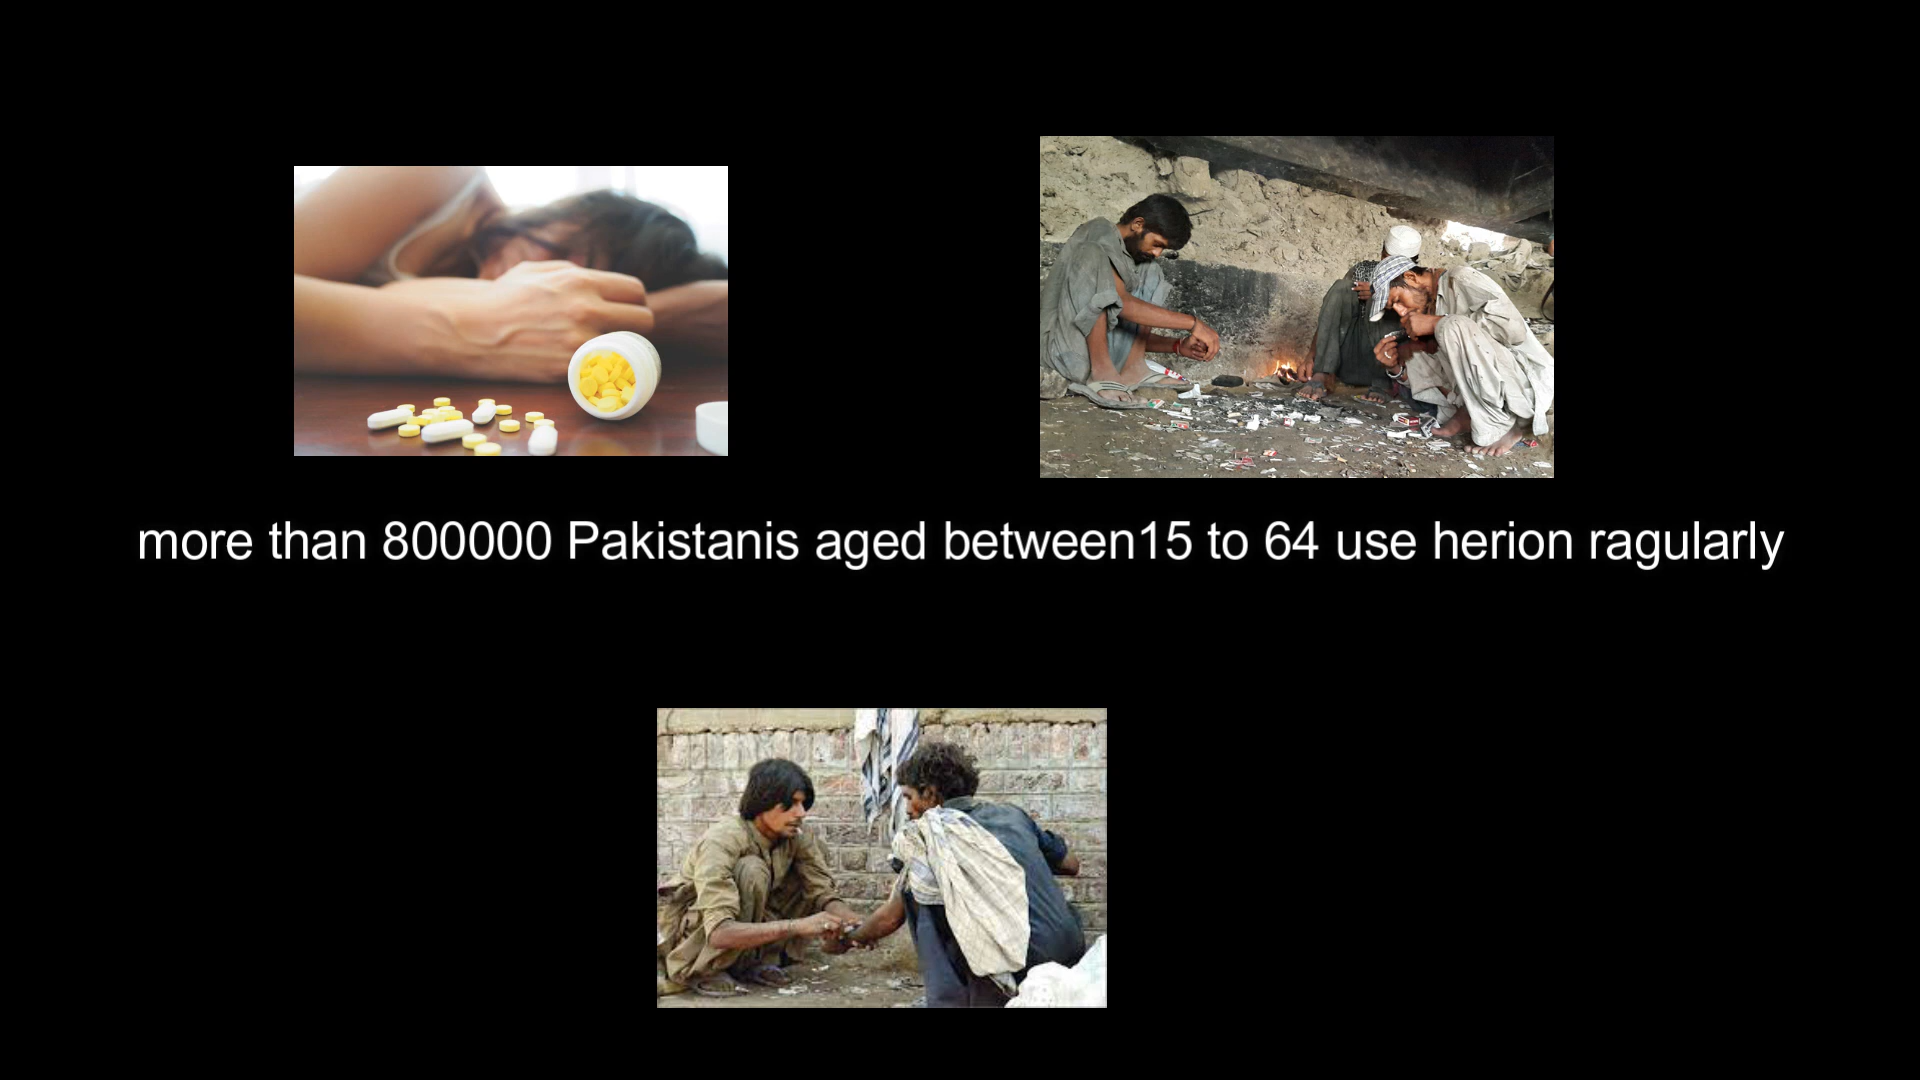 more than 800000 Pakistanis aged between15 to 64 use herion ragularly